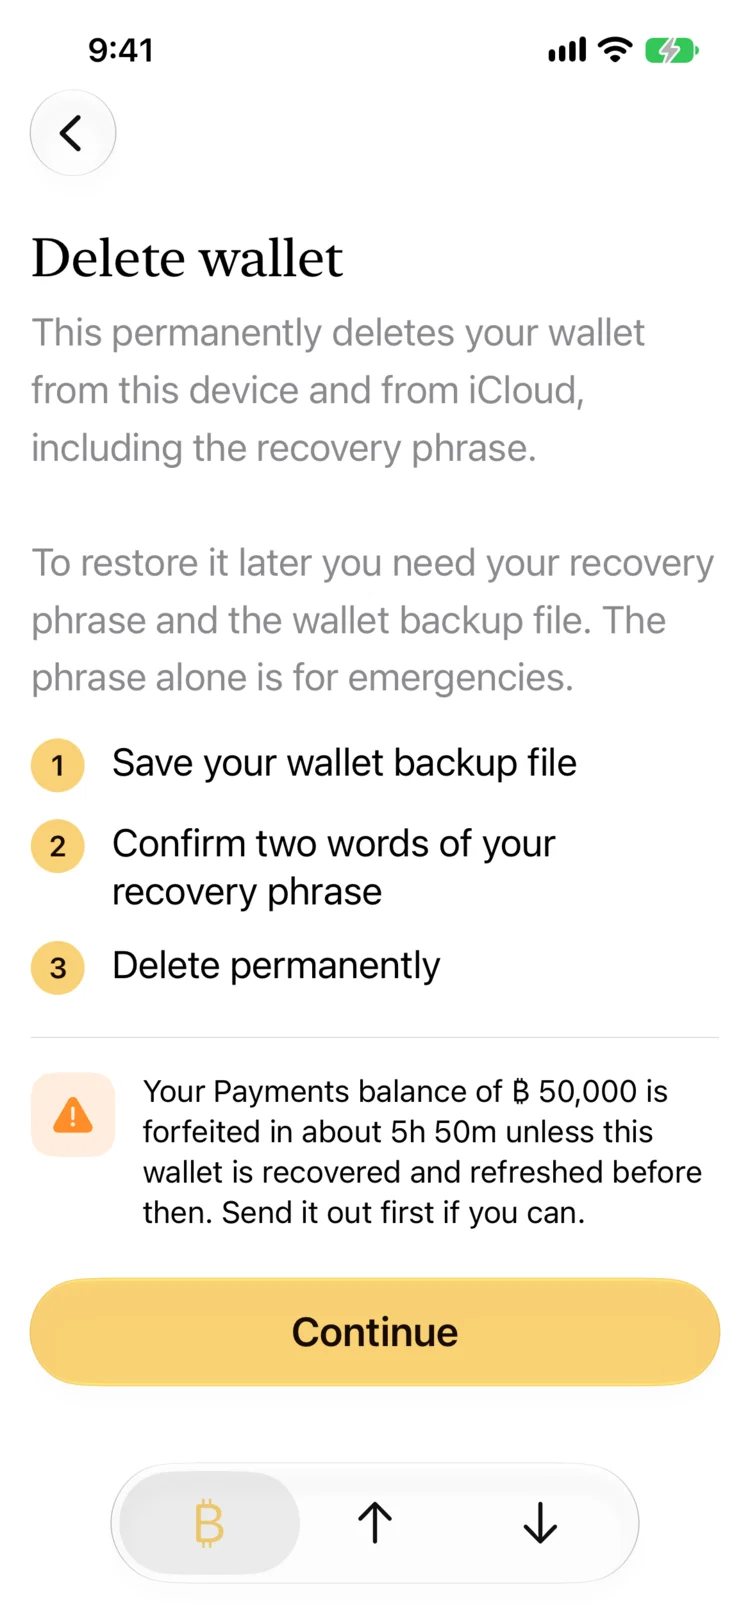 9:41
Delete wallet
This permanently deletes your wallet
from this device and from iCloud,
including the recovery phrase.
To restore it later you need your recovery
phrase and the wallet backup file. The
phrase alone is for emergencies.
1 Save your wallet backup file
2 Confirm two words of your
recovery phrase
3 Delete permanently
Your Payments balance of ₿ 50,000 is
forfeited in about 5h 50m unless this
wallet is recovered and refreshed before
then. Send it out first if you can.
Continue
₿